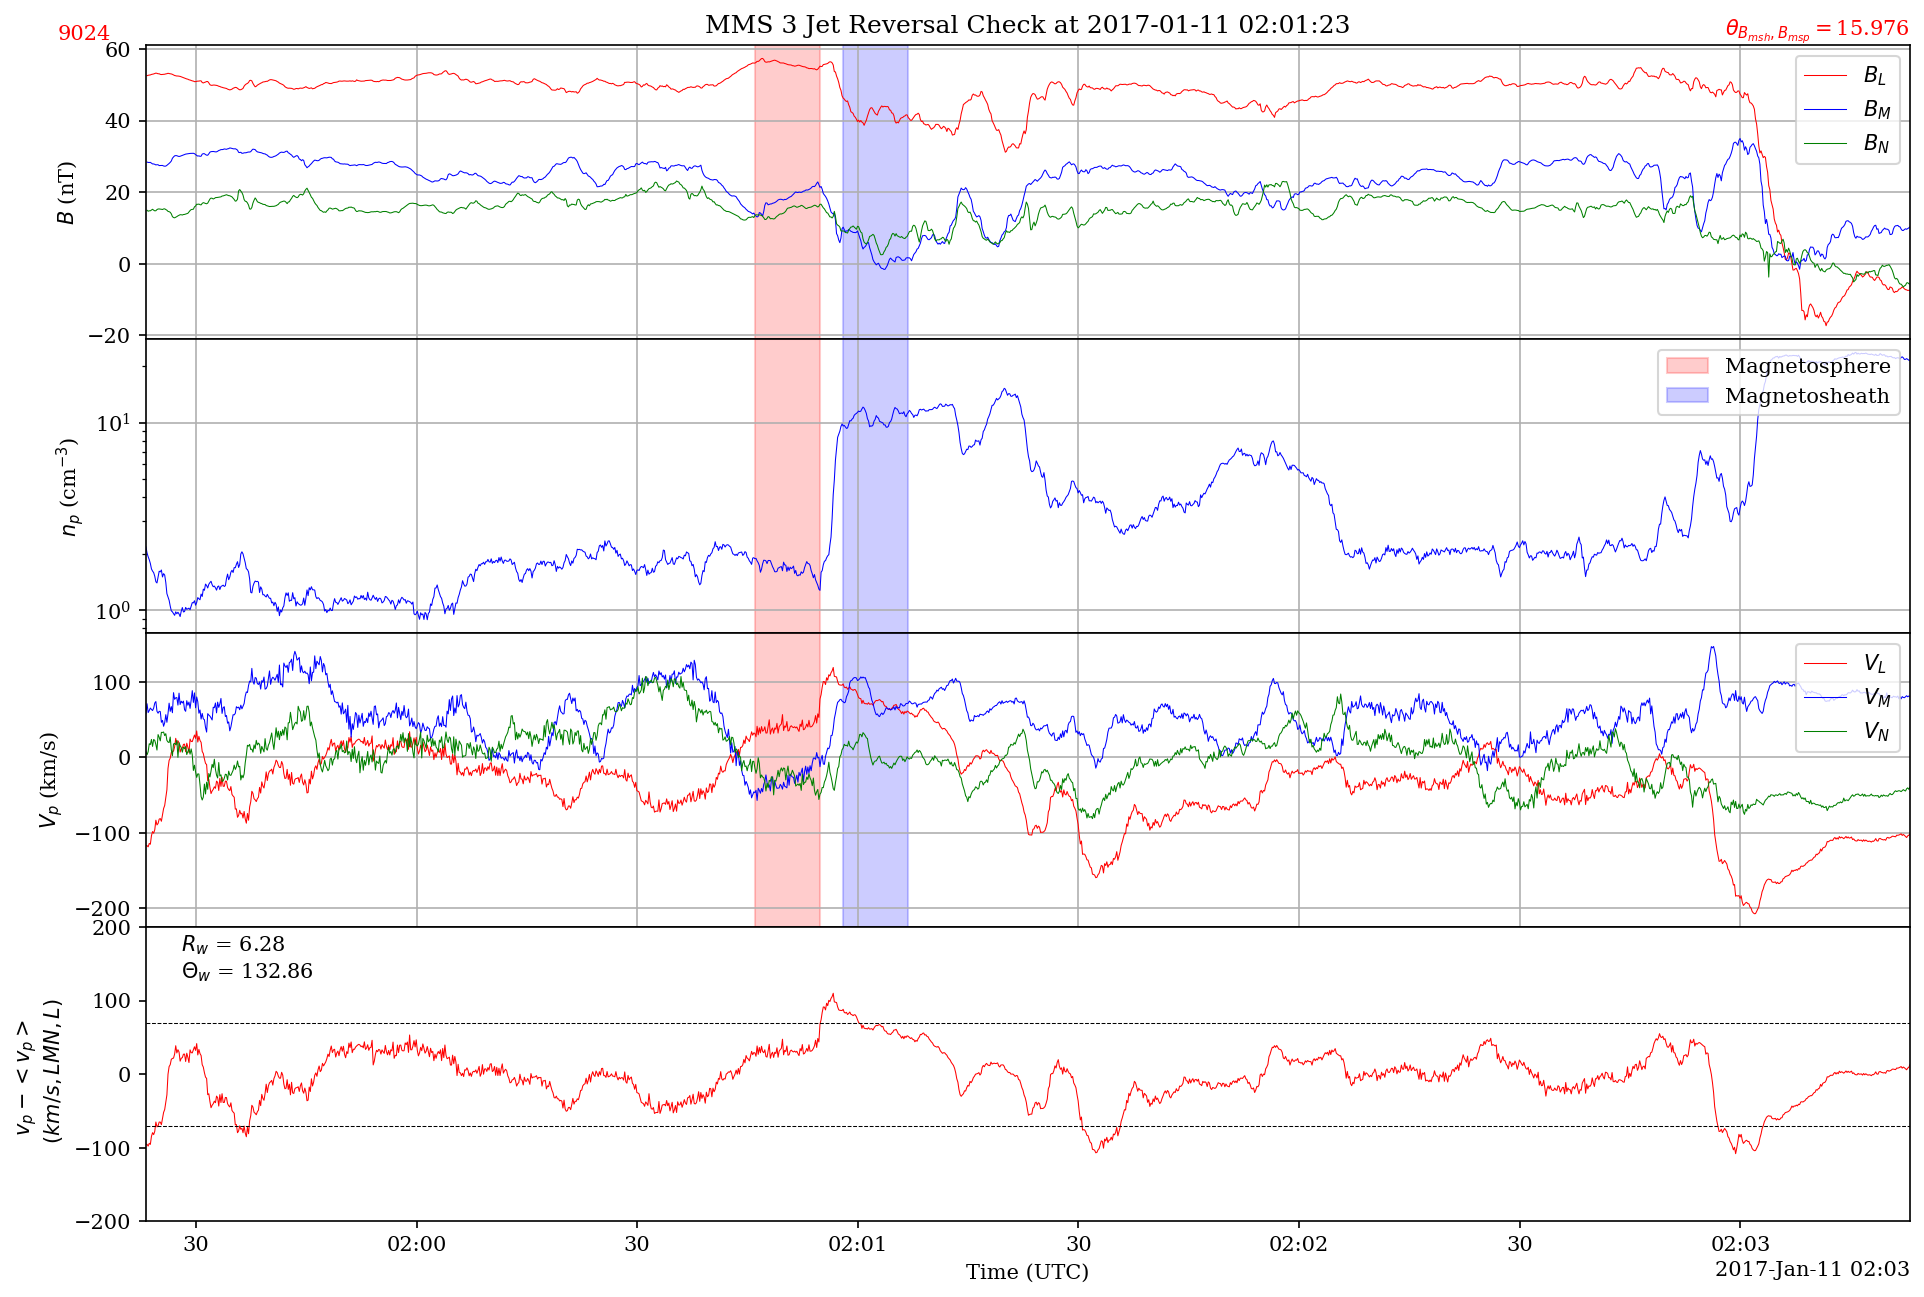 MMS 3 Jet Reversal Check at 2017-01-11 02:01:23
9024
θ_{B_{msh}, B_{msp}} = 15.976
60
40
20
0
−20
B (nT)
B_L
B_M
B_N
10¹
10⁰
n_p (cm⁻³)
Magnetosphere
Magnetosheath
100
0
−100
−200
V_p (km/s)
V_L
V_M
V_N
200
100
0
−100
−200
v_p − < v_p >
(km/s, LMN, L)
R_w = 6.28
Θ_w = 132.86
30
02:00
30
02:01
30
02:02
30
02:03
Time (UTC)
2017-Jan-11 02:03